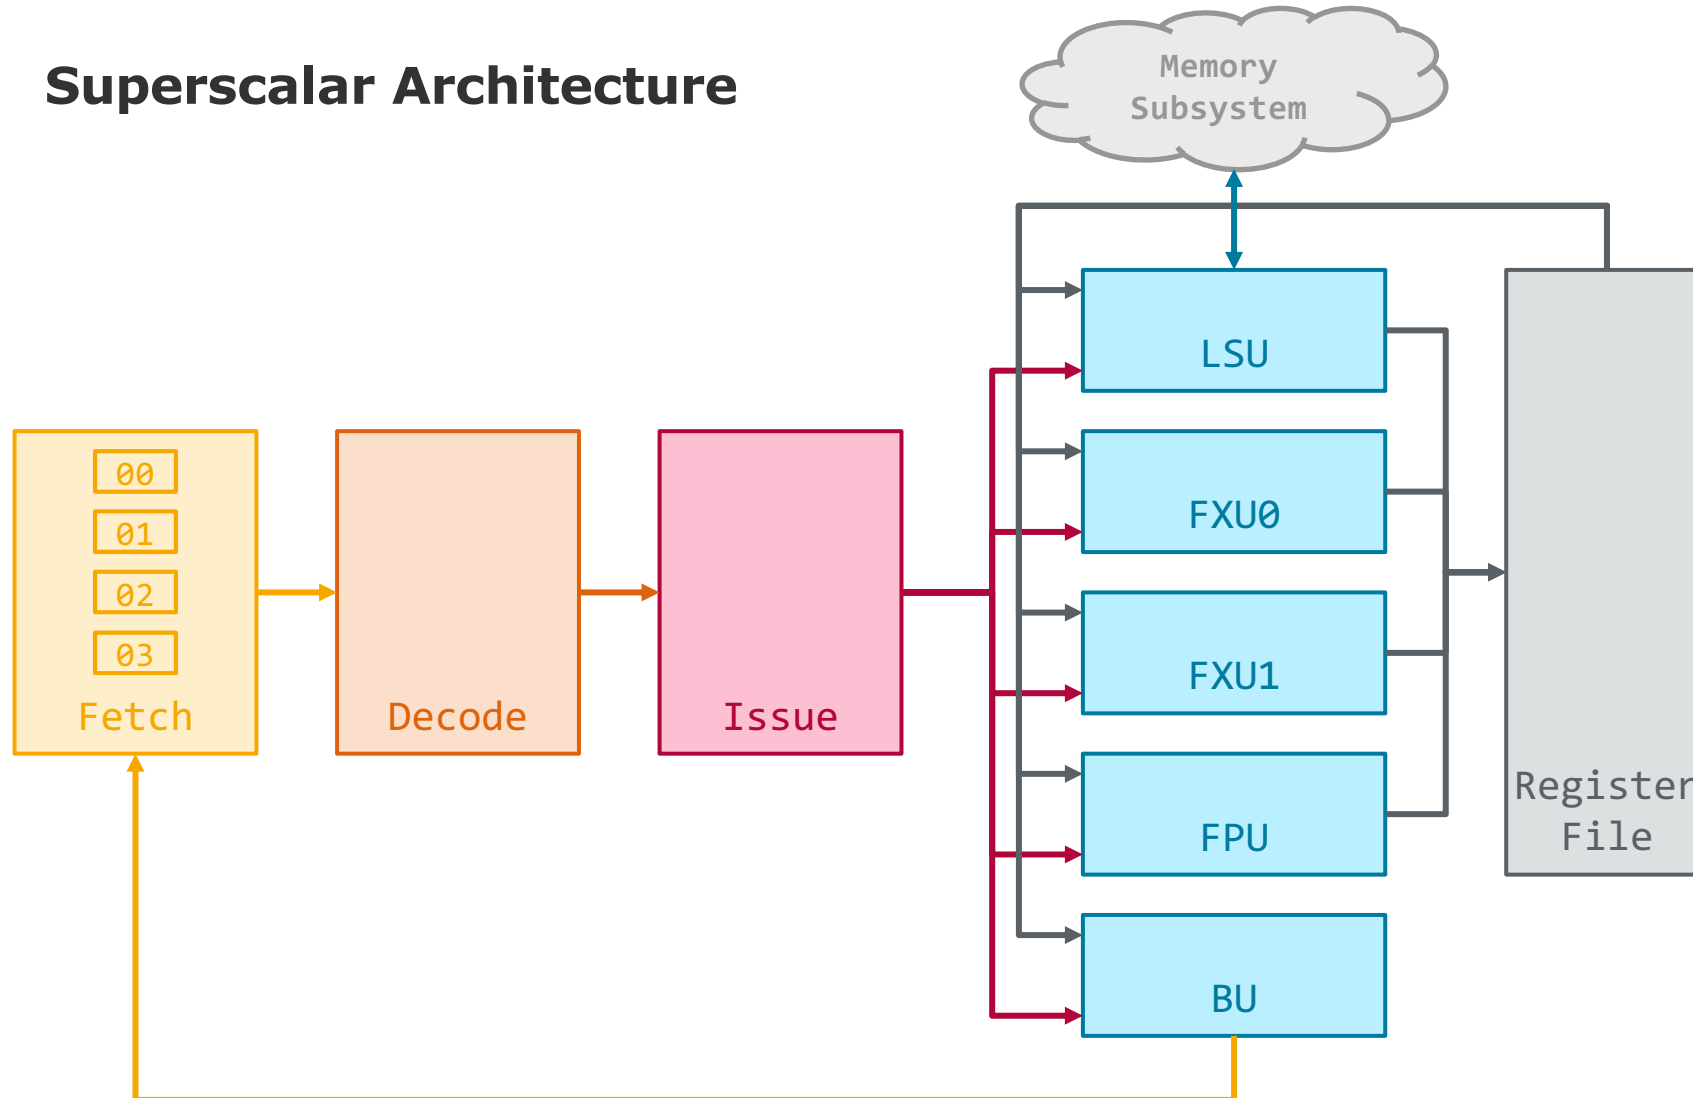 Superscalar Architecture
Memory
Subsystem
LSU
00
01
02
03
Fetch
Decode
Issue
FXU0
FXU1
FPU
BU
Register
File